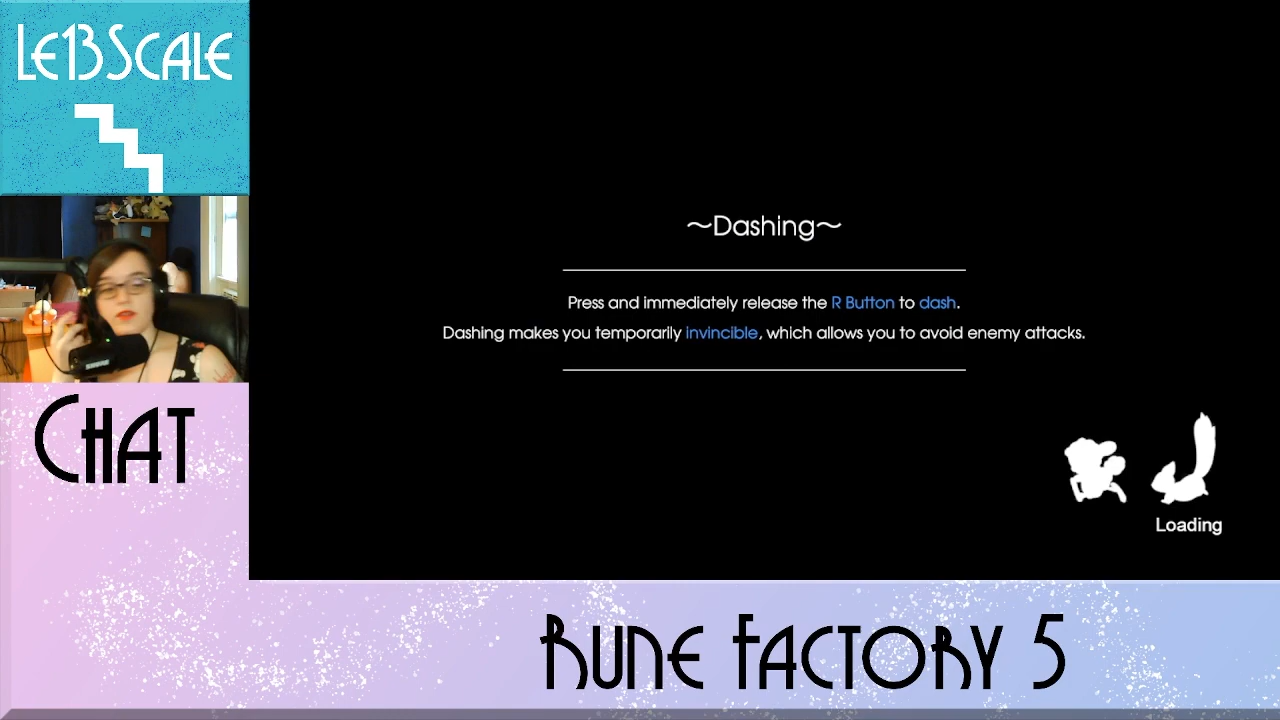 Le13Scale
~Dashing~
Press and immediately release the R Button to dash.
Dashing makes you temporarily invincible, which allows you to avoid enemy attacks.
Loading
SHURE
Chat
Rune Factory 5